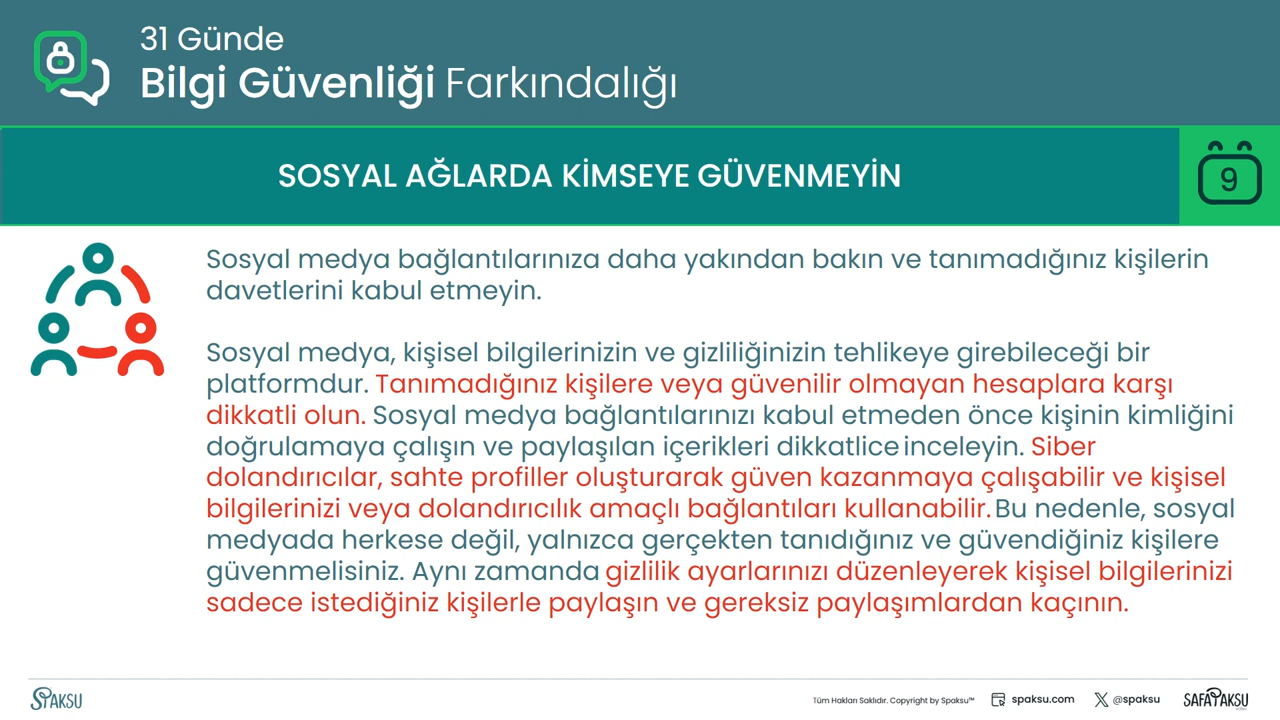 31 Günde
Bilgi Güvenliği Farkındalığı
SOSYAL AĞLARDA KİMSEYE GÜVENMEYİN
9
Sosyal medya bağlantılarınıza daha yakından bakın ve tanımadığınız kişilerin
davetlerini kabul etmeyin.
Sosyal medya, kişisel bilgilerinizin ve gizliliğinizin tehlikeye girebileceği bir
platformdur. Tanımadığınız kişilere veya güvenilir olmayan hesaplara karşı
dikkatli olun. Sosyal medya bağlantılarınızı kabul etmeden önce kişinin kimliğini
doğrulamaya çalışın ve paylaşılan içerikleri dikkatlice inceleyin. Siber
dolandırıcılar, sahte profiller oluşturarak güven kazanmaya çalışabilir ve kişisel
bilgilerinizi veya dolandırıcılık amaçlı bağlantıları kullanabilir. Bu nedenle, sosyal
medyada herkese değil, yalnızca gerçekten tanıdığınız ve güvendiğiniz kişilere
güvenmelisiniz. Aynı zamanda gizlilik ayarlarınızı düzenleyerek kişisel bilgilerinizi
sadece istediğiniz kişilerle paylaşın ve gereksiz paylaşımlardan kaçının.
SPAKSU
Tüm Hakları Saklıdır. Copyright by Spaksu™
spaksu.com
@spaksu
SAFA PAKSU